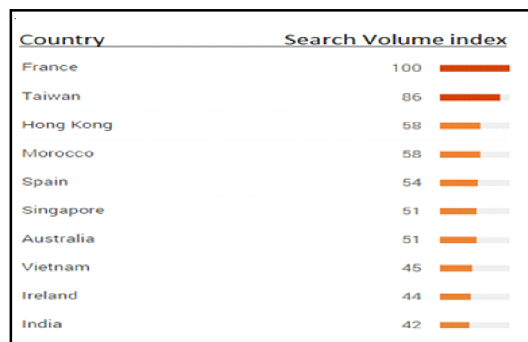 Country Search Volume index
France 100
Taiwan 86
Hong Kong 58
Morocco 58
Spain 54
Singapore 51
Australia 51
Vietnam 45
Ireland 44
India 42